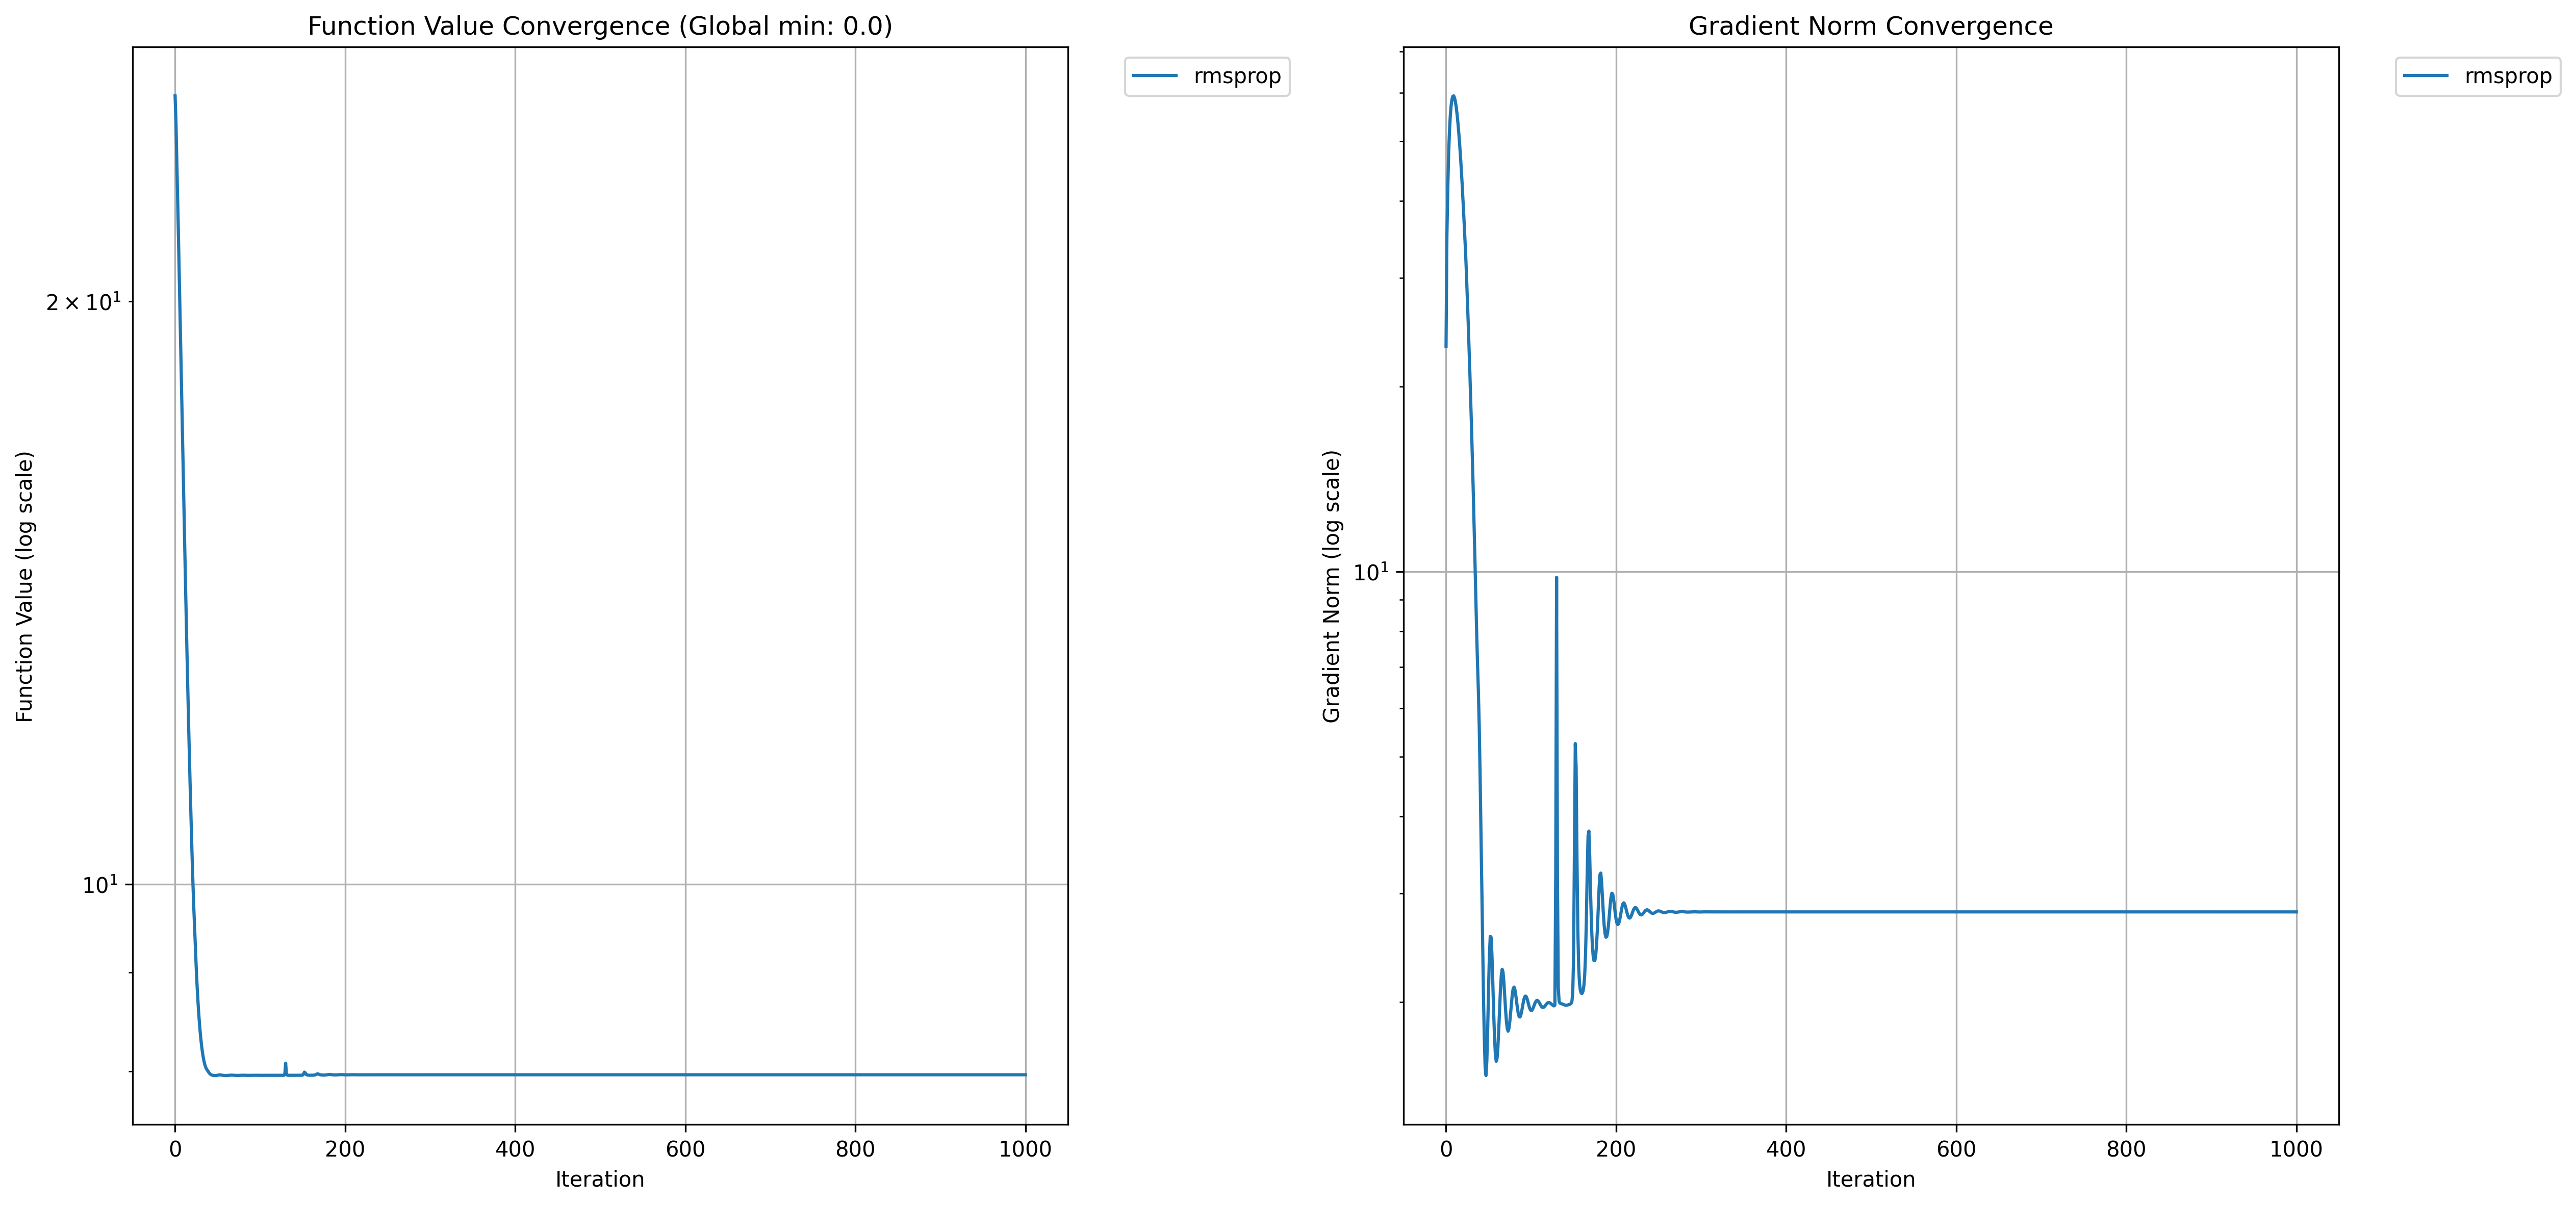 Function Value Convergence (Global min: 0.0)
rmsprop
Function Value (log scale)
2 × 10¹
10¹
0 200 400 600 800 1000
Iteration
Gradient Norm Convergence
rmsprop
Gradient Norm (log scale)
10¹
0 200 400 600 800 1000
Iteration